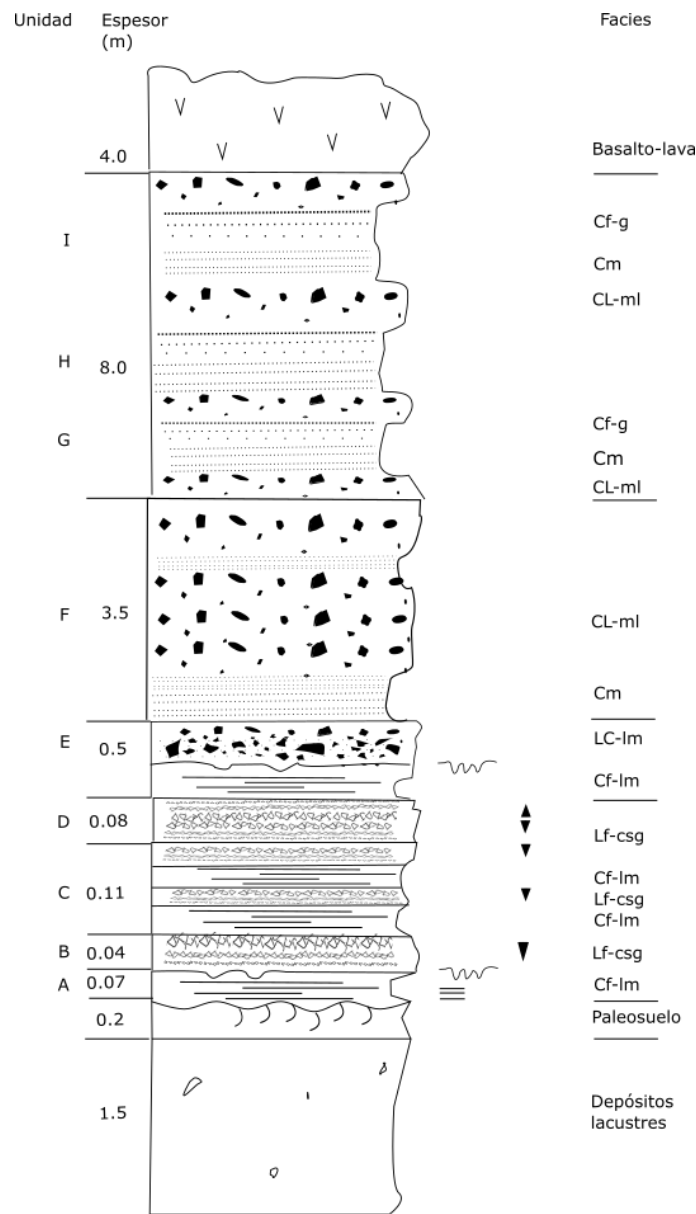 Unidad Espesor (m) Facies
4.0 Basalto-lava
Cf-g
I
Cm
CL-ml
H 8.0
Cf-g
G
Cm
CL-ml
F 3.5 CL-ml
Cm
E 0.5 LC-lm
Cf-lm
D 0.08 Lf-csg
Cf-lm
C 0.11 Lf-csg
Cf-lm
B 0.04 Lf-csg
A 0.07 Cf-lm
0.2 Paleosuelo
1.5 Depósitos
lacustres